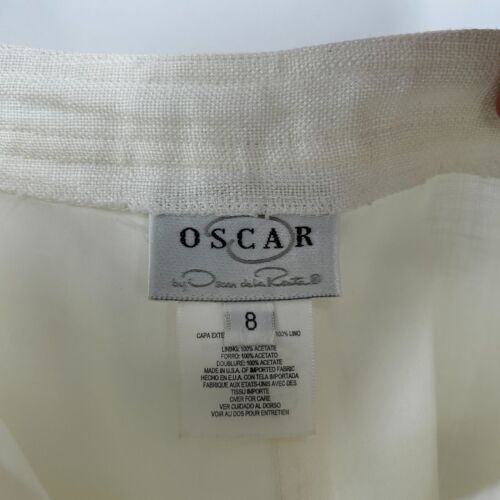 OSCAR
by Oscar de la Renta®
8
CAPA EXTE 100% LINO
LINING: 100% ACETATE
FORRO: 100% ACETATO
DOUBLURE: 100% ACETATE
MADE IN U.S.A. OF IMPORTED FABRIC
HECHO EN E.U.A. CON TELA IMPORTADA
FABRIQUE AUX ETATS-UNIS AVEC DES
TISSU IMPORTE
OVER FOR CARE
VER CUIDADO AL DORSO
VOIR AU DOS POUR ENTRETIEN